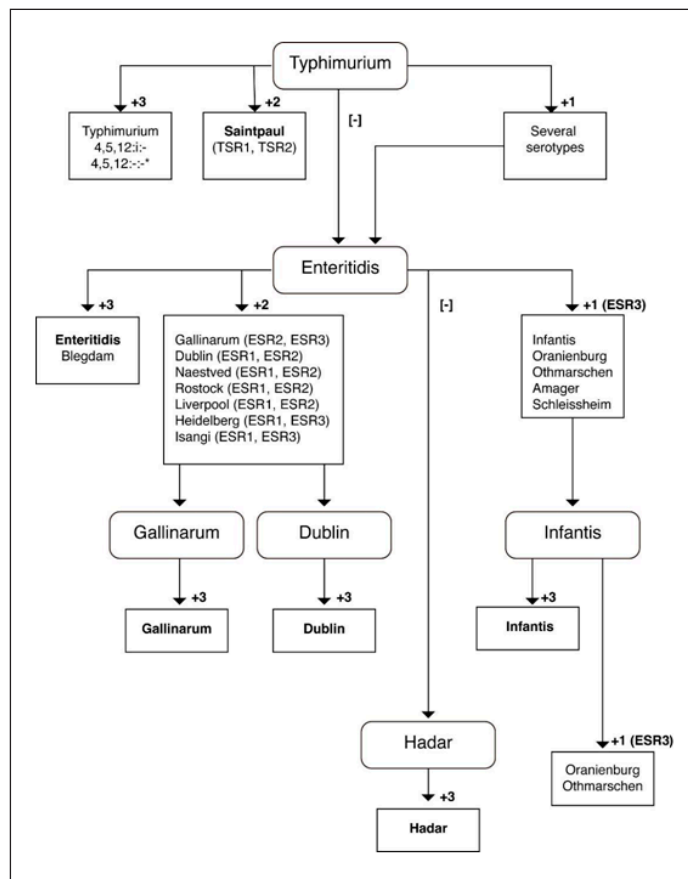 Typhimurium
+3
+2
[-]
+1
Typhimurium
4,5,12:i:-
4,5,12:-:-*
Saintpaul
(TSR1, TSR2)
Several
serotypes
Enteritidis
+3
+2
[-]
+1 (ESR3)
Enteritidis
Blegdam
Gallinarum (ESR2, ESR3)
Dublin (ESR1, ESR2)
Naestved (ESR1, ESR2)
Rostock (ESR1, ESR2)
Liverpool (ESR1, ESR2)
Heidelberg (ESR1, ESR3)
Isangi (ESR1, ESR3)
Infantis
Oranienburg
Othmarschen
Amager
Schleissheim
Gallinarum
Dublin
Infantis
+3
+3
+3
Gallinarum
Dublin
Infantis
Hadar
+1 (ESR3)
Oranienburg
Othmarschen
+3
Hadar